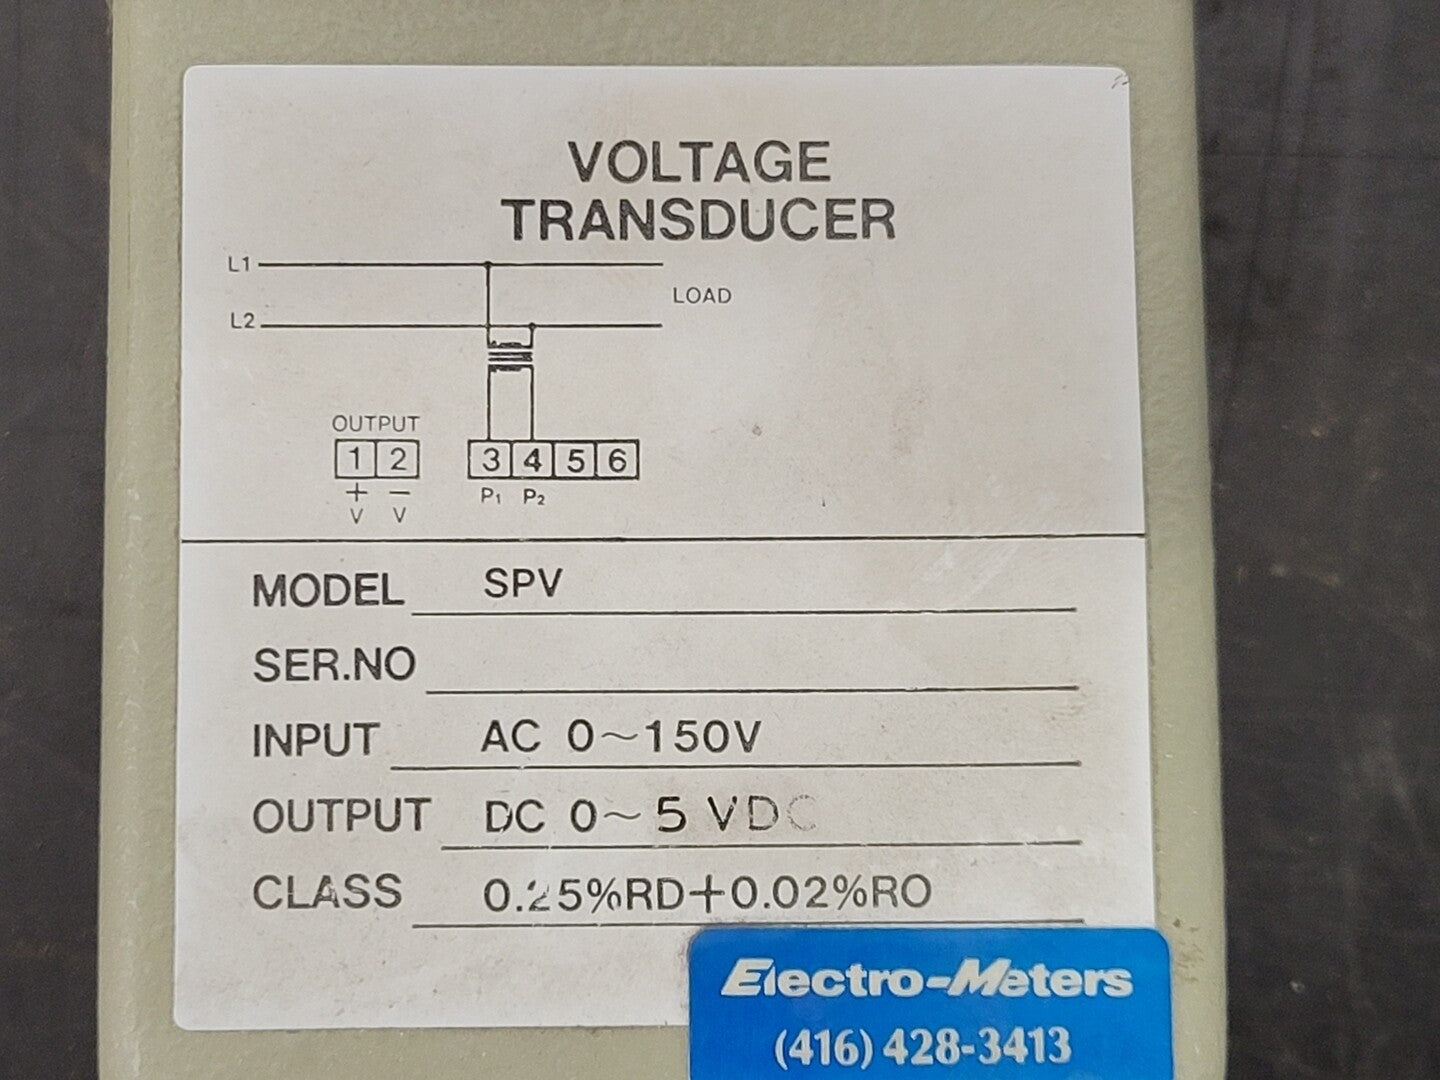 VOLTAGE
TRANSDUCER
L1
LOAD
L2
OUTPUT
1 2 3 4 5 6
+ - P1 P2
V V
MODEL SPV
SER.NO
INPUT AC 0~150V
OUTPUT DC 0~5 VDC
CLASS 0.25%RD+0.02%RO
Electro-Meters
(416) 428-3413